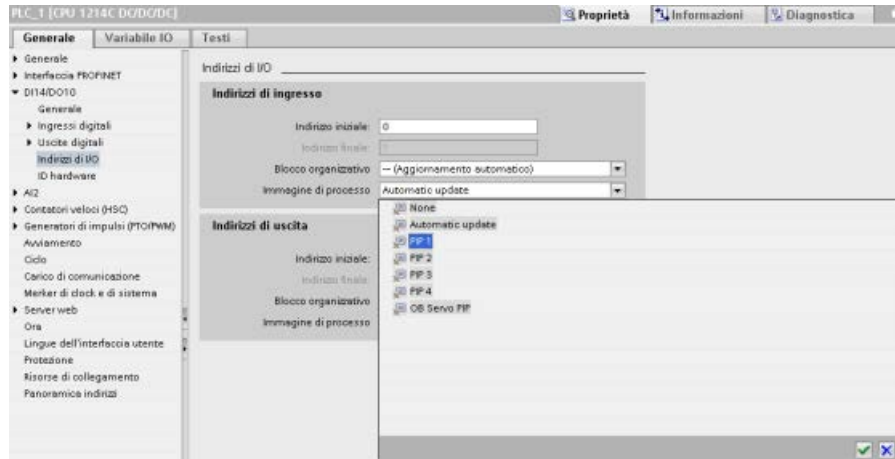 PLC_1 [CPU 1214C DC/DC/DC]
Proprietà
Informazioni
Diagnostica
Generale
Variabile IO
Testi
Generale
Interfaccia PROFINET
DI14/DO10
Generale
Ingressi digitali
Uscite digitali
Indirizzi di I/O
ID hardware
AI2
Contatori veloci (HSC)
Generatori di impulsi (PTO/PWM)
Avviamento
Ciclo
Carico di comunicazione
Merker di clock e di sistema
Server web
Ora
Lingue dell'interfaccia utente
Protezione
Risorse di collegamento
Panoramica indirizzi
Indirizzi di I/O
Indirizzi di ingresso
Indirizzo iniziale: 0
Indirizzo finale:
Blocco organizzativo --- (Aggiornamento automatico)
Immagine di processo Automatic update
None
Automatic update
PIP 1
PIP 2
PIP 3
PIP 4
OB Servo PIP
Indirizzi di uscita
Indirizzo iniziale:
Indirizzo finale:
Blocco organizzativo
Immagine di processo